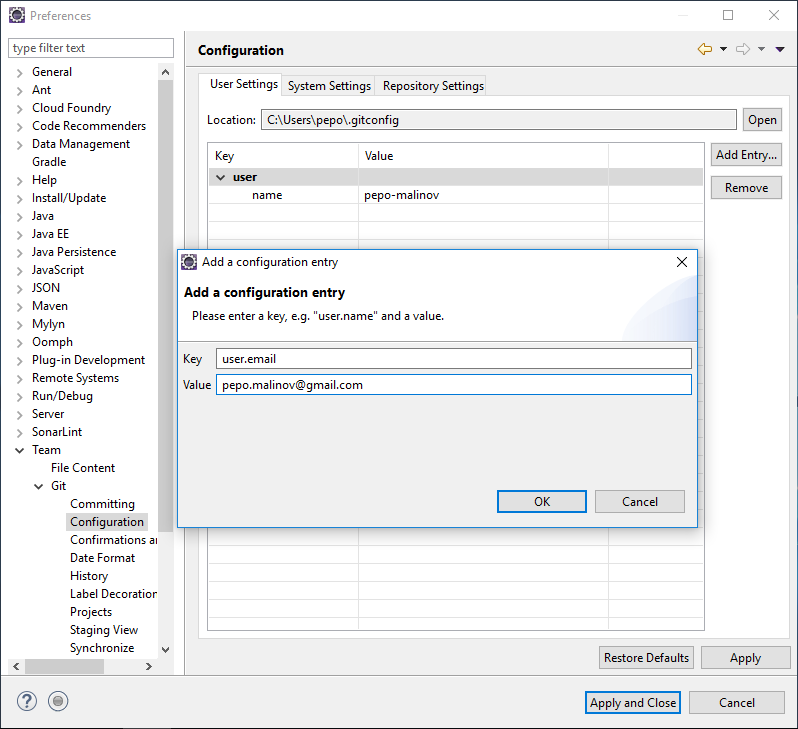 Preferences
type filter text
General
Ant
Cloud Foundry
Code Recommenders
Data Management
Gradle
Help
Install/Update
Java
Java EE
Java Persistence
JavaScript
JSON
Maven
Mylyn
Oomph
Plug-in Development
Remote Systems
Run/Debug
Server
SonarLint
Team
File Content
Git
Committing
Configuration
Confirmations ar
Date Format
History
Label Decoration
Projects
Staging View
Synchronize
Configuration
User Settings System Settings Repository Settings
Location: C:\Users\pepo\.gitconfig Open
Key Value Add Entry...
user
Remove
name pepo-malinov
Add a configuration entry
Add a configuration entry
Please enter a key, e.g. "user.name" and a value.
Key user.email
Value pepo.malinov@gmail.com
OK Cancel
Restore Defaults Apply
? Apply and Close Cancel